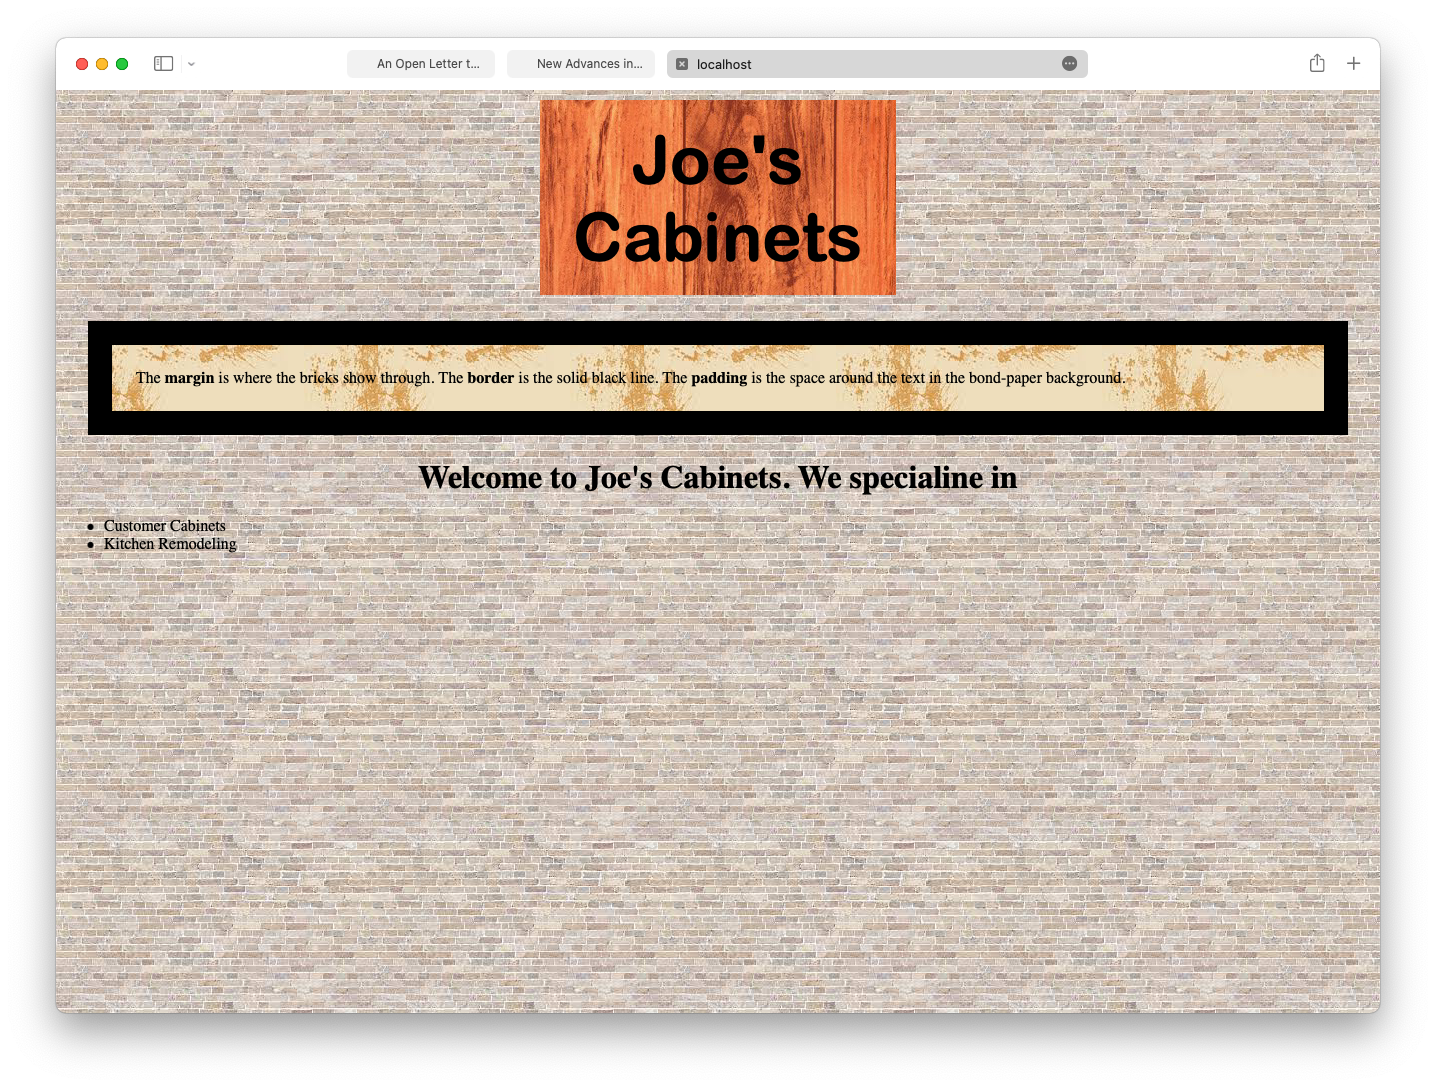 An Open Letter t...
New Advances in...
localhost
Joe's
Cabinets
The margin is where the bricks show through. The border is the solid black line. The padding is the space around the text in the bond-paper background.
Welcome to Joe's Cabinets. We specialine in
Customer Cabinets
Kitchen Remodeling